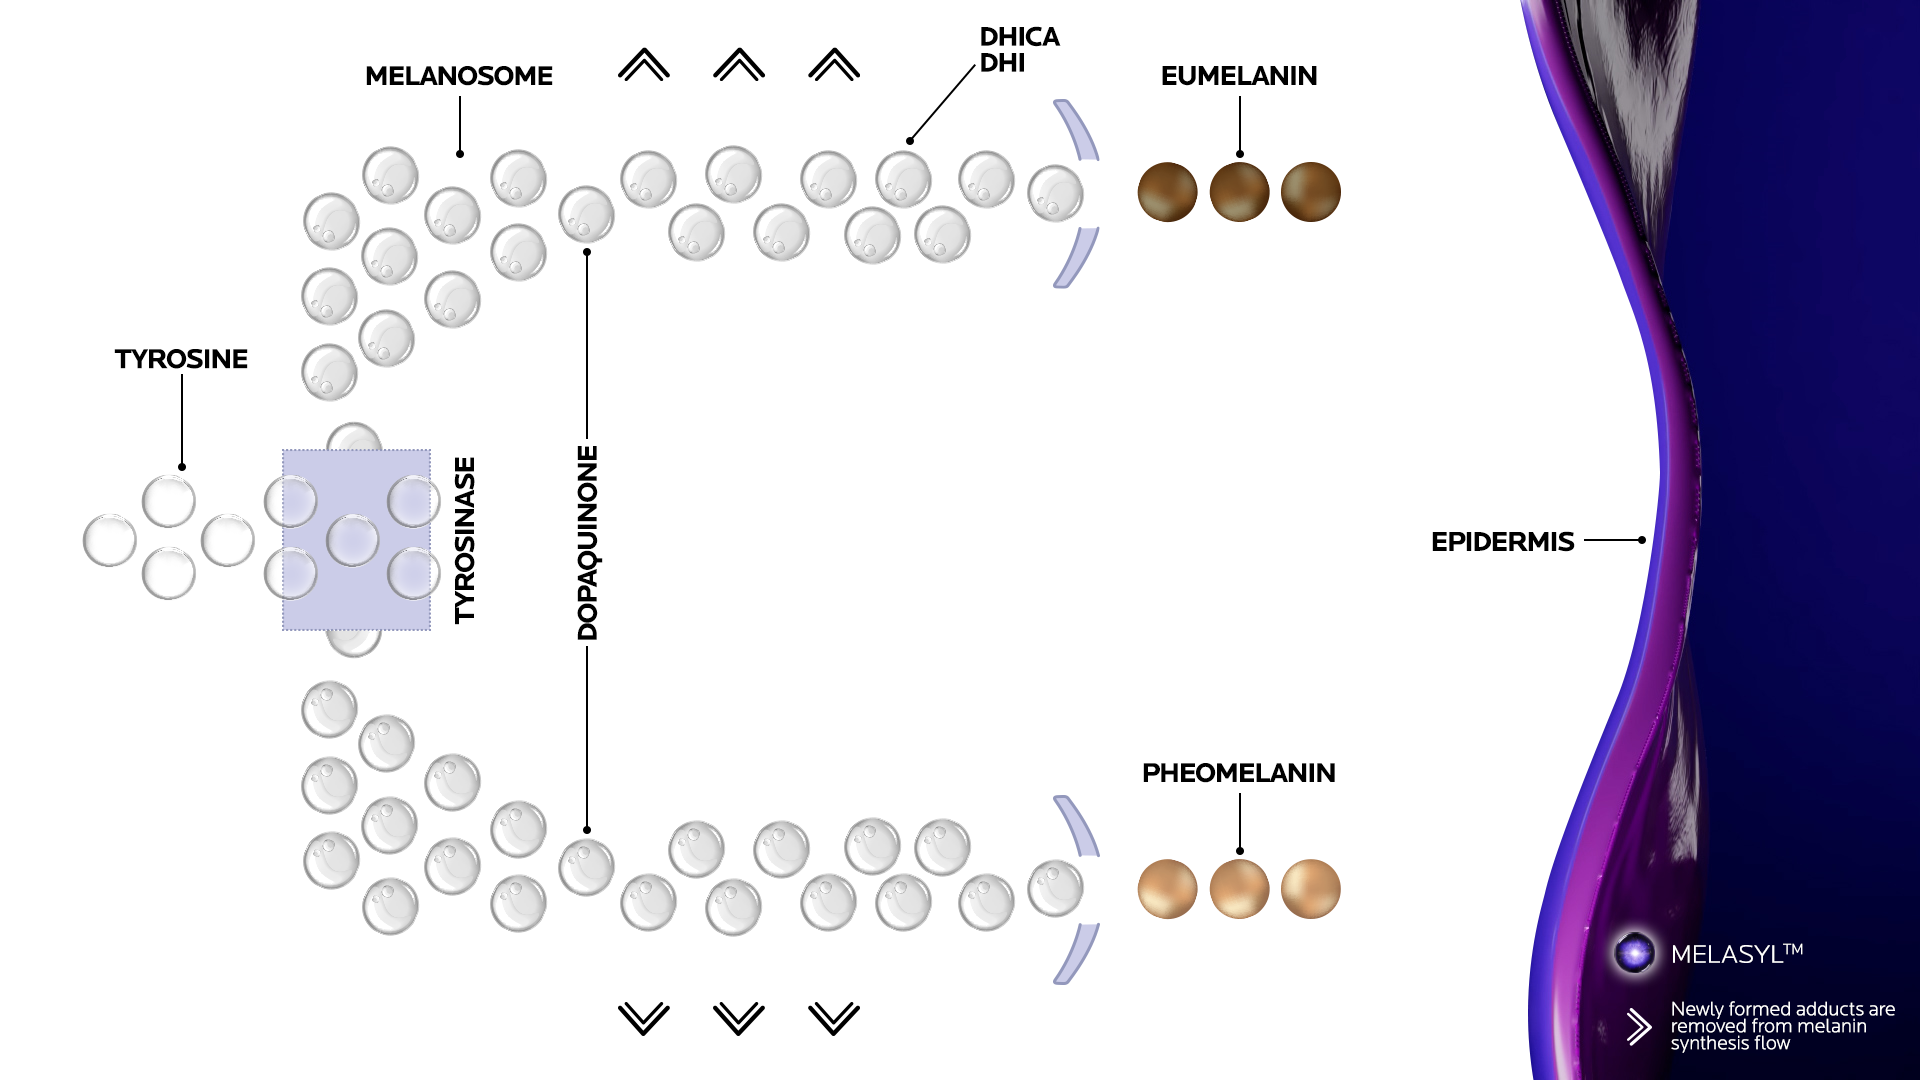 DHICA
DHI
MELANOSOME
EUMELANIN
TYROSINE
TYROSINASE
DOPAQUINONE
EPIDERMIS
PHEOMELANIN
MELASYL™
Newly formed adducts are
removed from melanin
synthesis flow